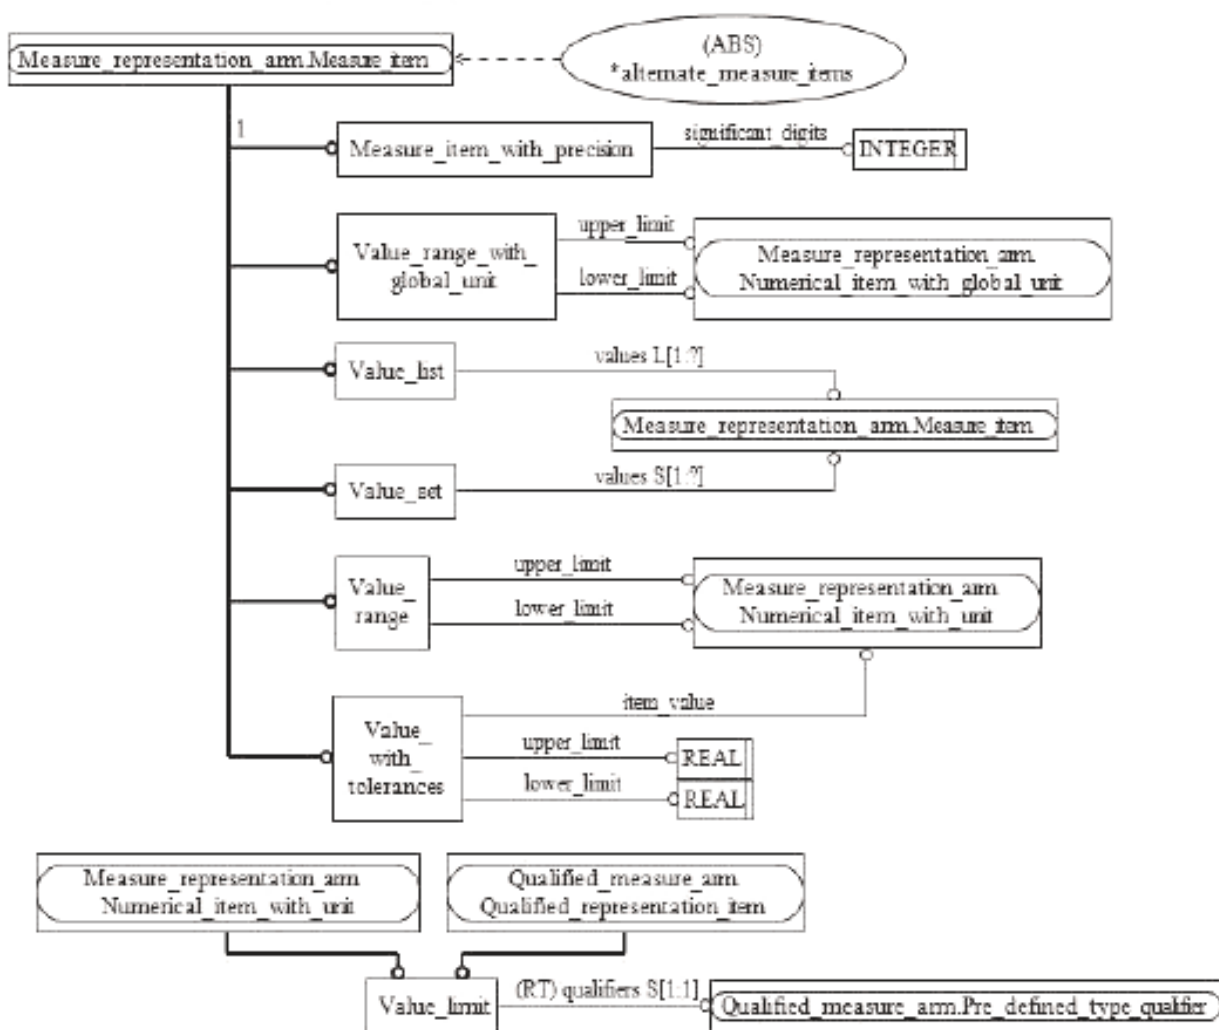 (ABS)
*alternate_measure_items
Measure_representation_arm.Measure_item
1
Measure_item_with_precision
significant_digits
INTEGER
Value_range_with_
global_unit
upper_limit
lower_limit
Measure_representation_arm.
Numerical_item_with_global_unit
Value_list
values L[1:?]
Measure_representation_arm.Measure_item
Value_set
values S[1:?]
Value_
range
upper_limit
lower_limit
Measure_representation_arm.
Numerical_item_with_unit
Value_
with_
tolerances
item_value
upper_limit
REAL
lower_limit
REAL
Measure_representation_arm.
Numerical_item_with_unit
Qualified_measure_arm.
Qualified_representation_item
Value_limit
(RT) qualifiers S[1:1]
Qualified_measure_arm.Pre_defined_type_qualifier